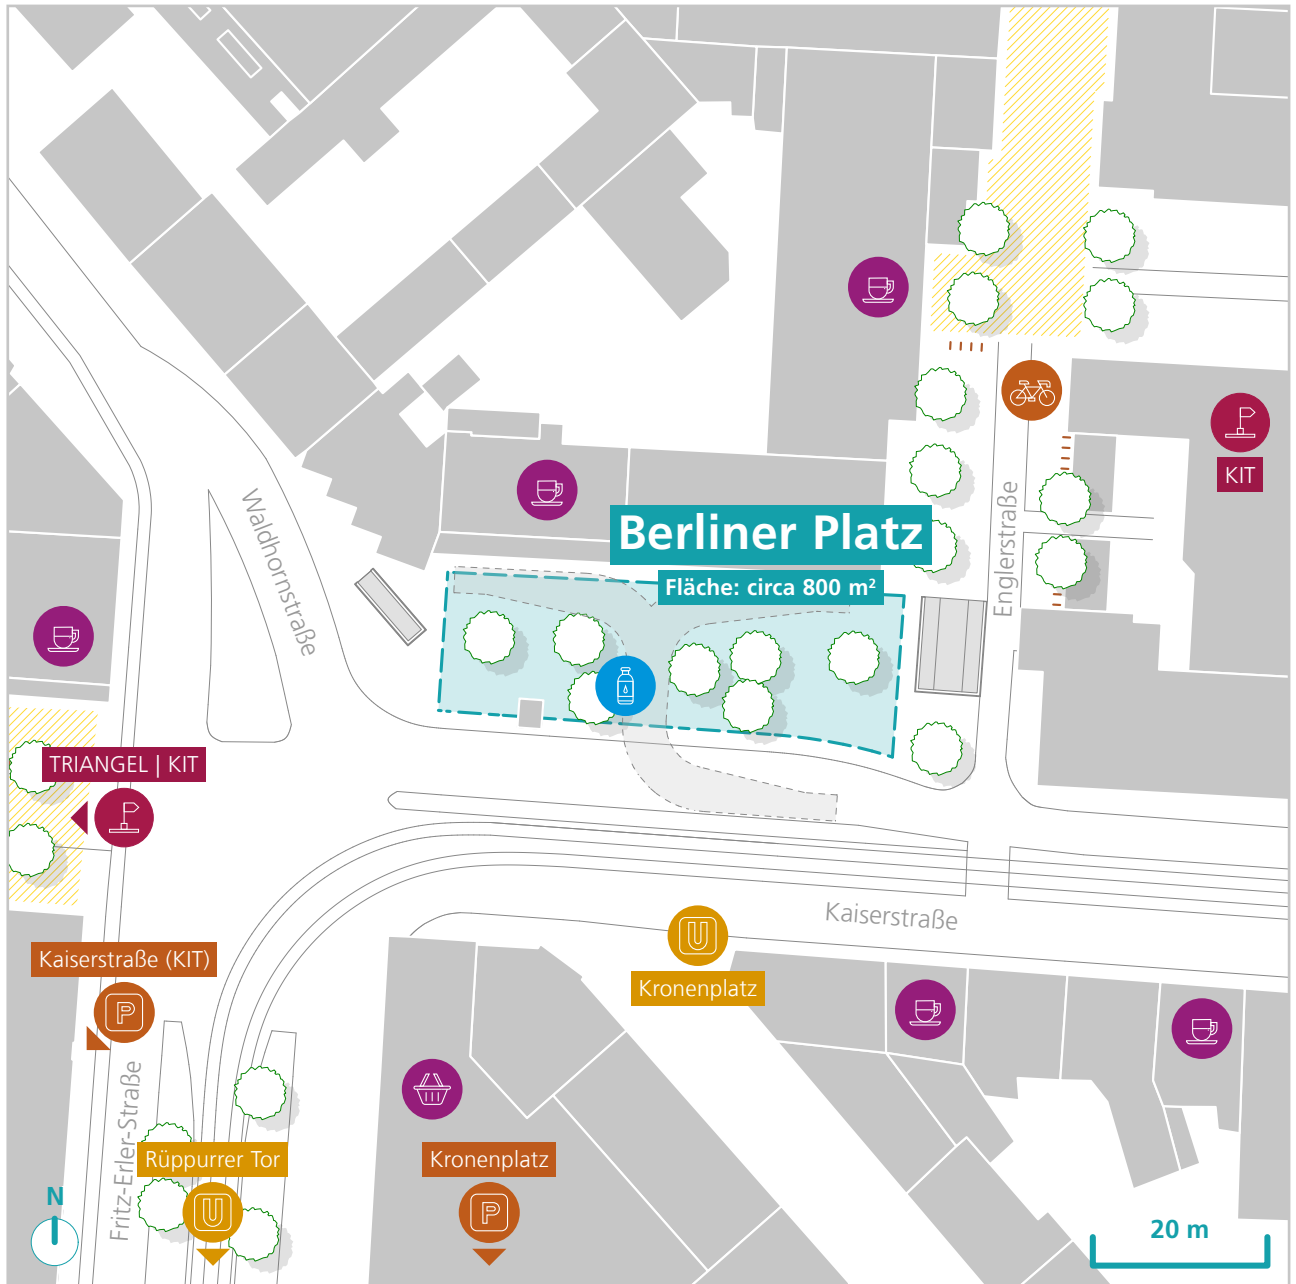 KIT
Berliner Platz
Fläche: circa 800 m²
Englerstraße
Waldhornstraße
TRIANGEL | KIT
Kaiserstraße
Kaiserstraße (KIT)
P
U
Kronenplatz
Fritz-Erler-Straße
Rüppurrer Tor
U
Kronenplatz
P
N
20 m